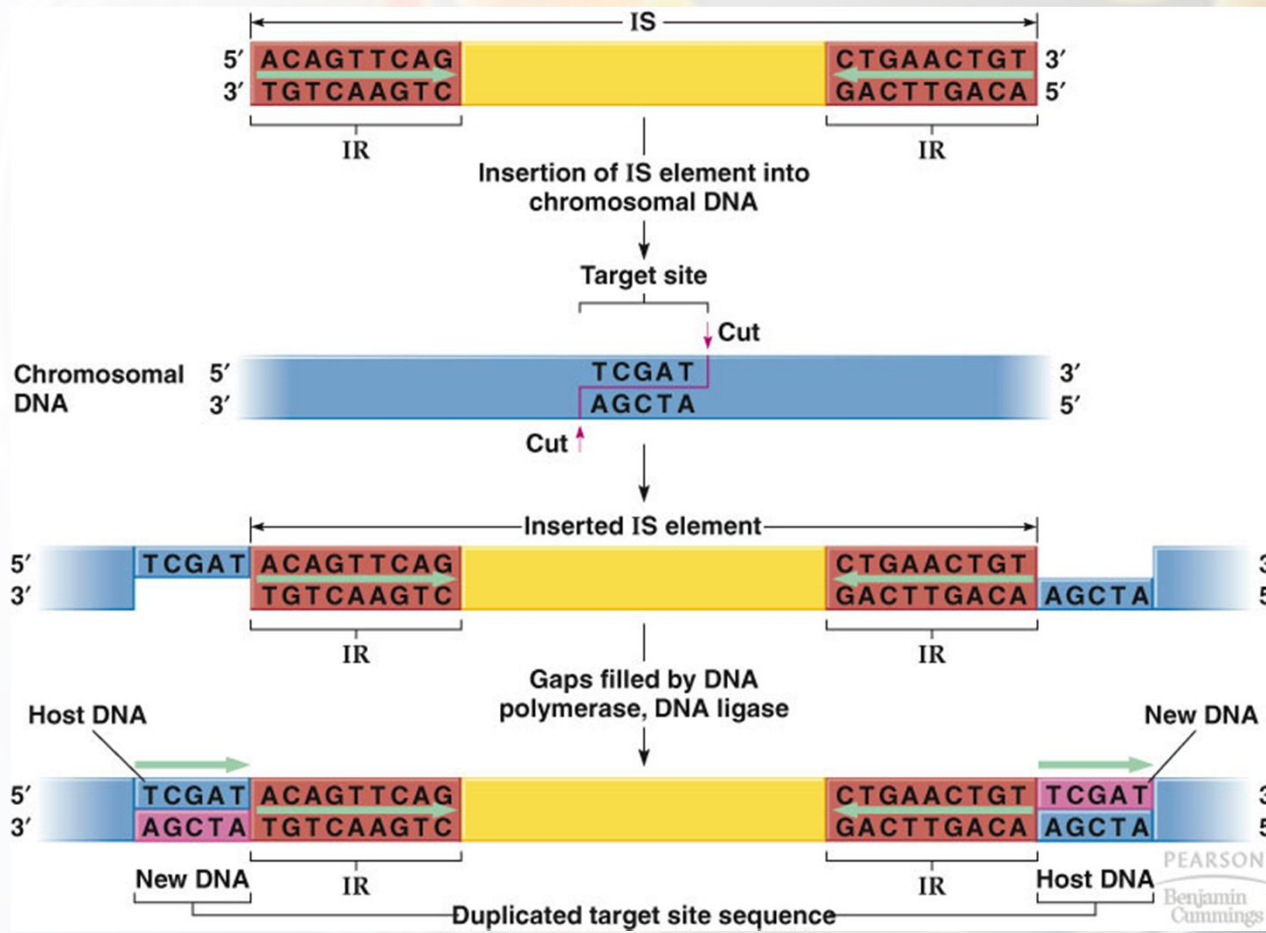 IS
5′ ACAGTTCAG CTGAACTGT 3′
3′ TGTCAAGTC GACTTGACA 5′
IR IR
Insertion of IS element into
chromosomal DNA
Target site
Cut
Chromosomal 5′ TCGAT 3′
DNA 3′ AGCTA 5′
Cut
Inserted IS element
5′ TCGAT ACAGTTCAG CTGAACTGT 3
3′ TGTCAAGTC GACTTGACA AGCTA 5
IR IR
Gaps filled by DNA
polymerase, DNA ligase
Host DNA New DNA
5′ TCGAT ACAGTTCAG CTGAACTGT TCGAT 3
3′ AGCTA TGTCAAGTC GACTTGACA AGCTA 5
New DNA IR IR Host DNA
Duplicated target site sequence
PEARSON
Benjamin
Cummings